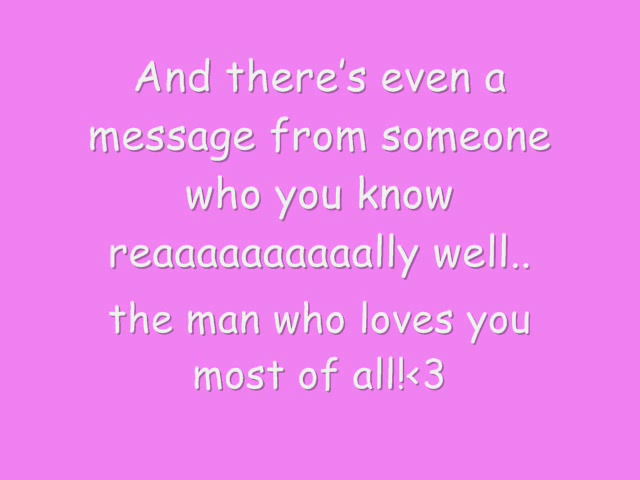 And there’s even a
message from someone
who you know
reaaaaaaaaaally well..
the man who loves you
most of all!<3